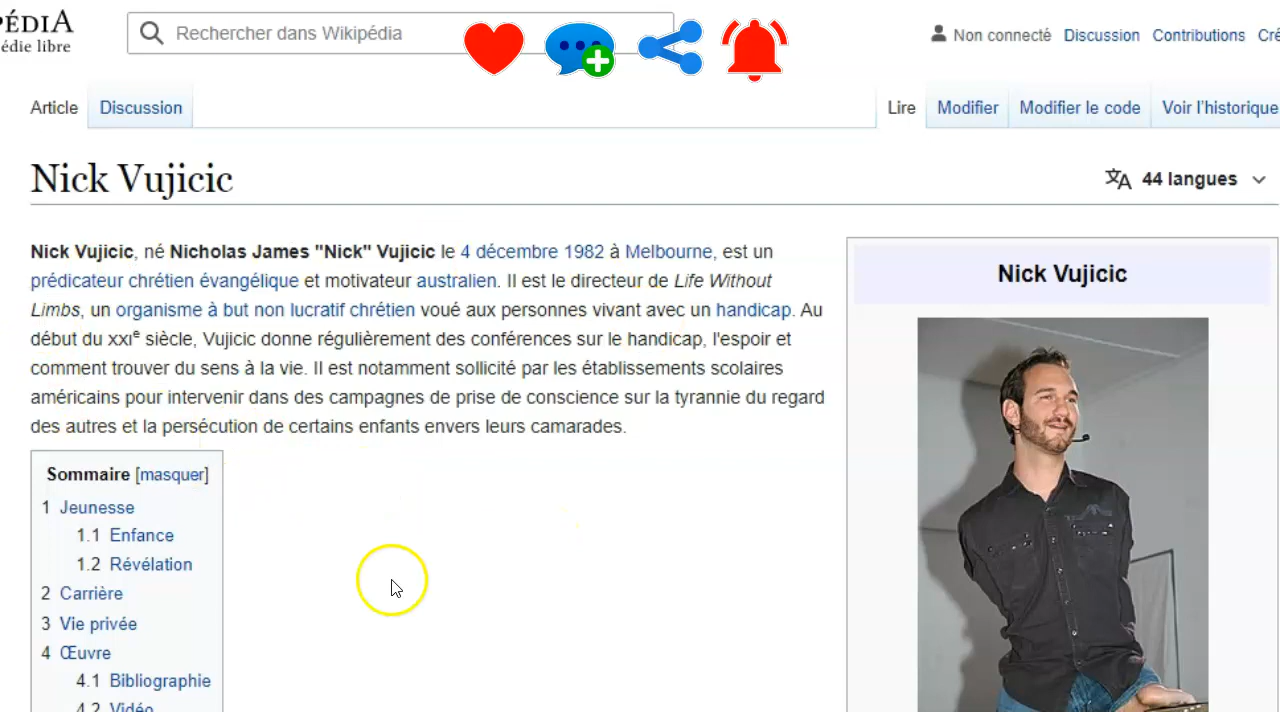 PÉDIA
édie libre
Rechercher dans Wikipédia
Non connecté Discussion Contributions
Article Discussion Lire Modifier Modifier le code Voir l'historique
Nick Vujicic
44 langues
Nick Vujicic, né Nicholas James "Nick" Vujicic le 4 décembre 1982 à Melbourne, est un
prédicateur chrétien évangélique et motivateur australien. Il est le directeur de Life Without
Limbs, un organisme à but non lucratif chrétien voué aux personnes vivant avec un handicap. Au
début du XXIe siècle, Vujicic donne régulièrement des conférences sur le handicap, l'espoir et
comment trouver du sens à la vie. Il est notamment sollicité par les établissements scolaires
américains pour intervenir dans des campagnes de prise de conscience sur la tyrannie du regard
des autres et la persécution de certains enfants envers leurs camarades.
Nick Vujicic
Sommaire [masquer]
1 Jeunesse
1.1 Enfance
1.2 Révélation
2 Carrière
3 Vie privée
4 Œuvre
4.1 Bibliographie
4.2 Vidéo